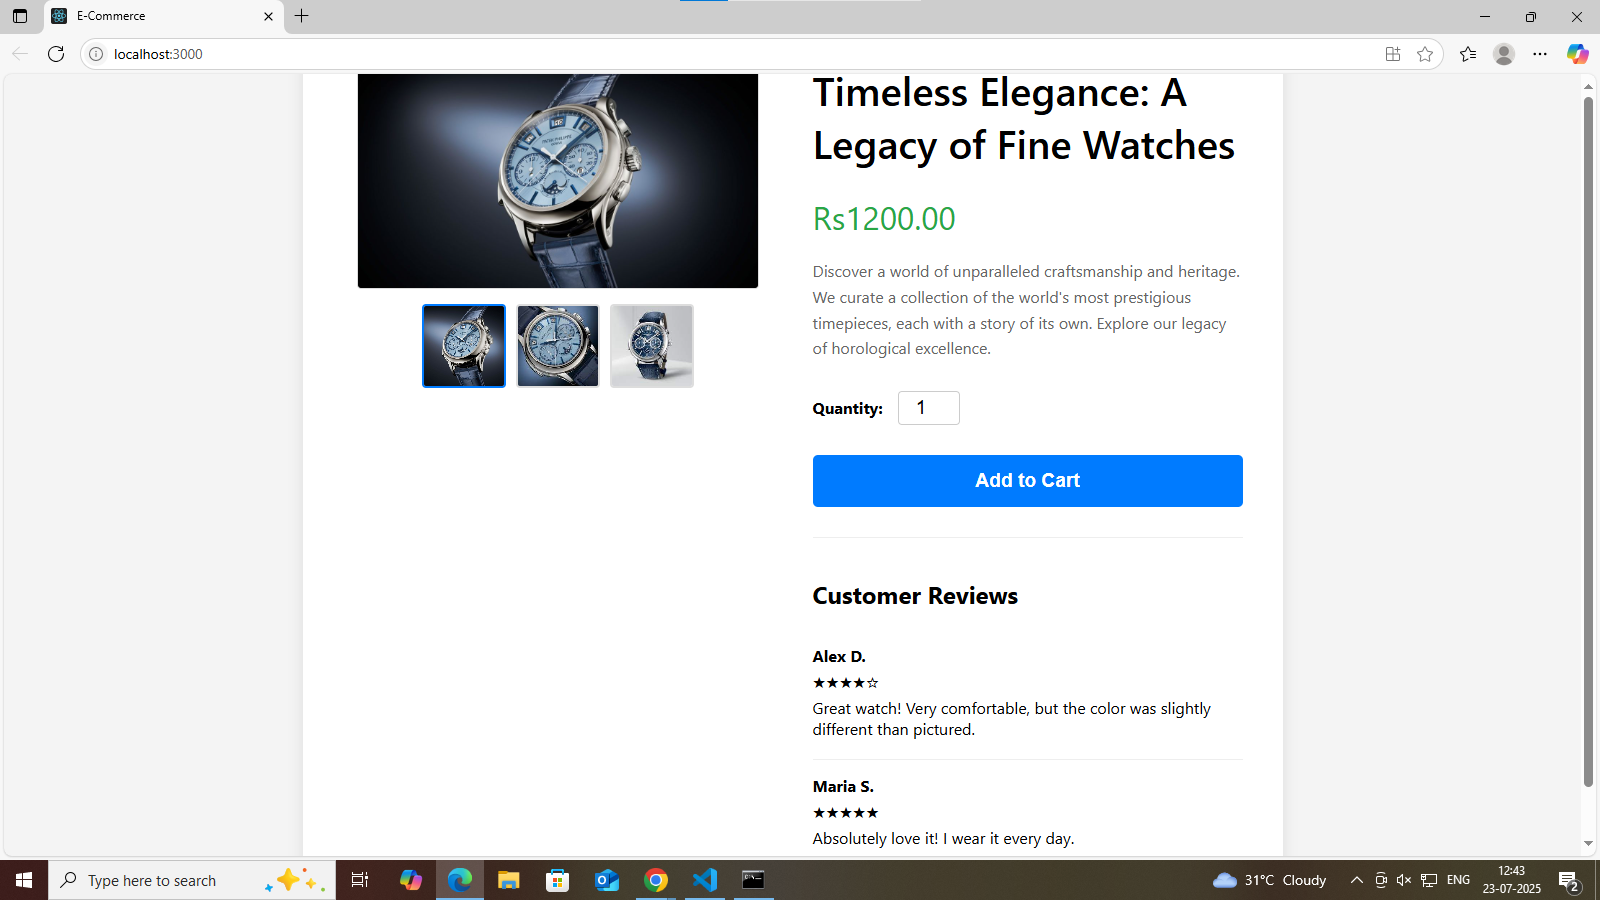 E-Commerce
localhost:3000
PATEK PHILIPPE
Timeless Elegance: A
Legacy of Fine Watches
Rs1200.00
Discover a world of unparalleled craftsmanship and heritage.
We curate a collection of the world's most prestigious
timepieces, each with a story of its own. Explore our legacy
of horological excellence.
Quantity: 1
Add to Cart
Customer Reviews
Alex D.
★★★★☆
Great watch! Very comfortable, but the color was slightly
different than pictured.
Maria S.
★★★★★
Absolutely love it! I wear it every day.
Type here to search
31°C Cloudy
ENG
12:43
23-07-2025
2